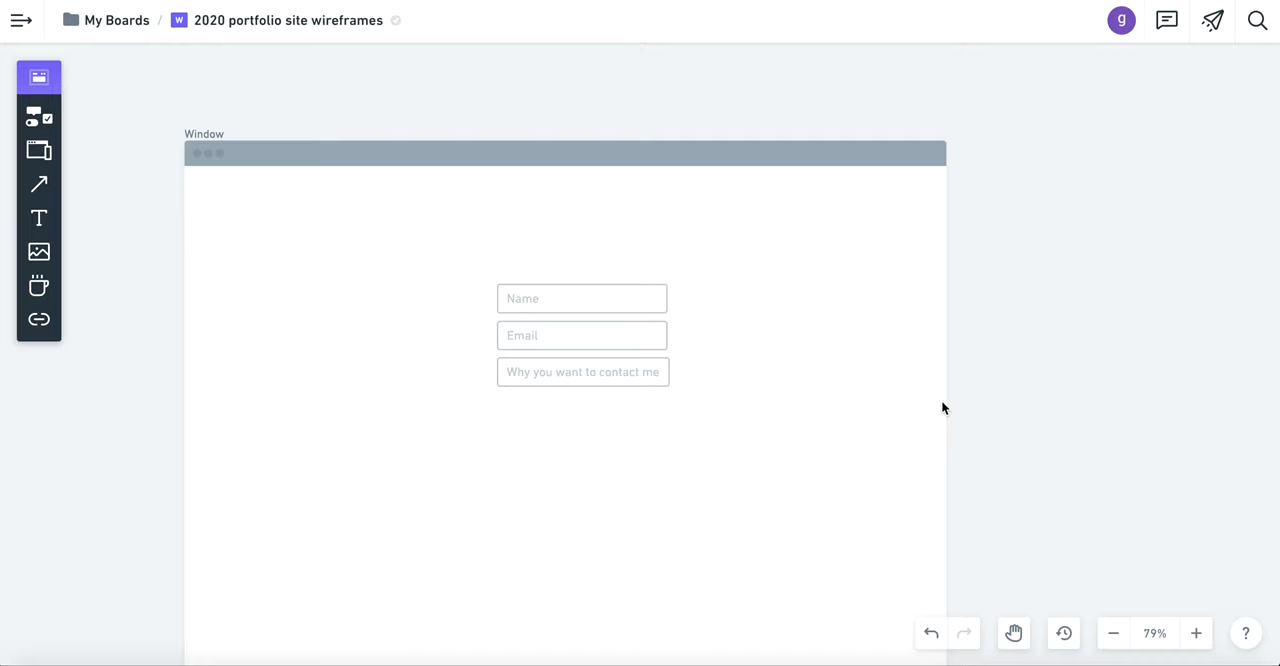 My Boards / W 2020 portfolio site wireframes
g
T
Window
Name
Email
Why you want to contact me
79%
?